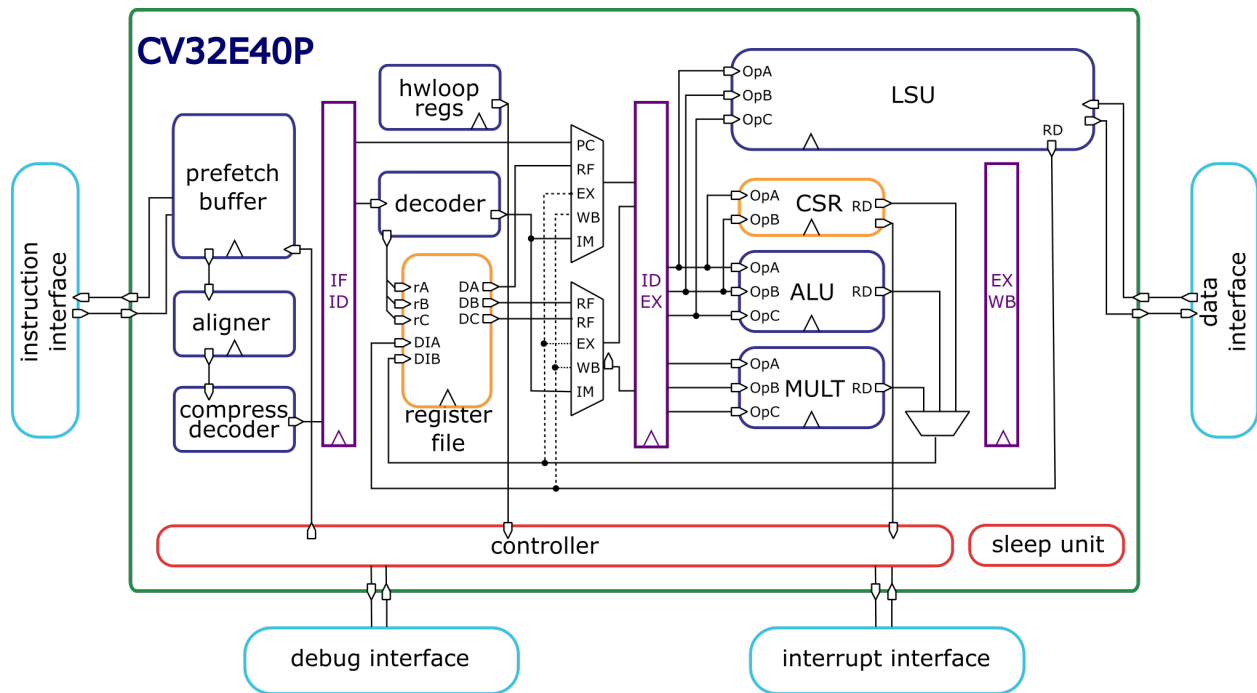 CV32E40P
instruction
interface
prefetch
buffer
aligner
compress
decoder
IF
ID
hwloop
regs
decoder
rA
rB
rC
DIA
DIB
DA
DB
DC
register
file
PC
RF
EX
WB
IM
RF
RF
EX
WB
IM
ID
EX
OpA
OpB
OpC
LSU
RD
OpA
OpB
CSR
RD
OpA
OpB
OpC
ALU
RD
OpA
OpB
OpC
MULT
RD
EX
WB
data
interface
controller
sleep unit
debug interface
interrupt interface